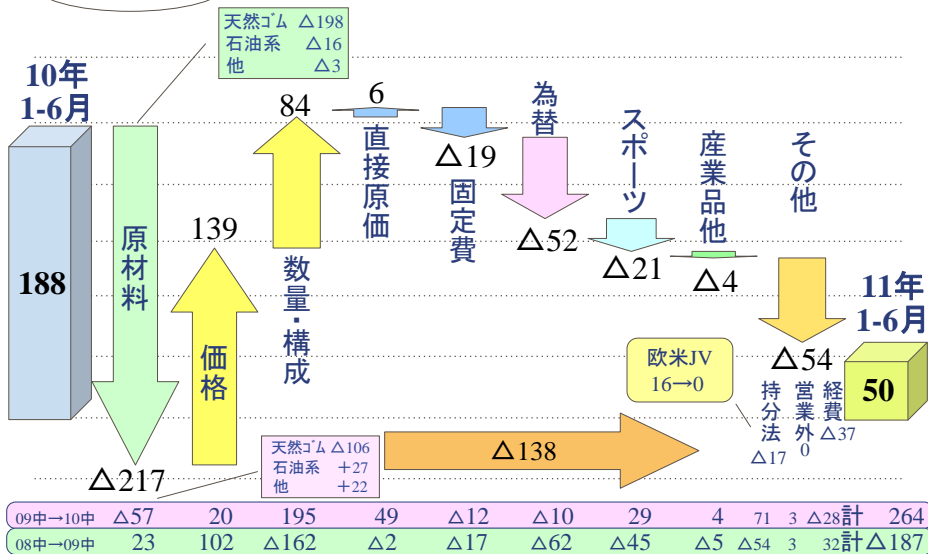 天然ゴム △198
石油系 △16
他 △3
10年
1-6月
188
原材料
△217
139
価格
84
数量・構成
6
直接原価
△19
固定費
為替
△52
スポーツ
△21
産業品他
△4
その他
△54
持分法
△17
営業外
0
経費
△37
欧米JV
16→0
11年
1-6月
50
天然ゴム △106
石油系 +27
他 +22
△138
09中→10中 △57 20 195 49 △12 △10 29 4 71 3 △28 計 264
08中→09中 23 102 △162 △2 △17 △62 △45 △5 △54 3 32 計 △187